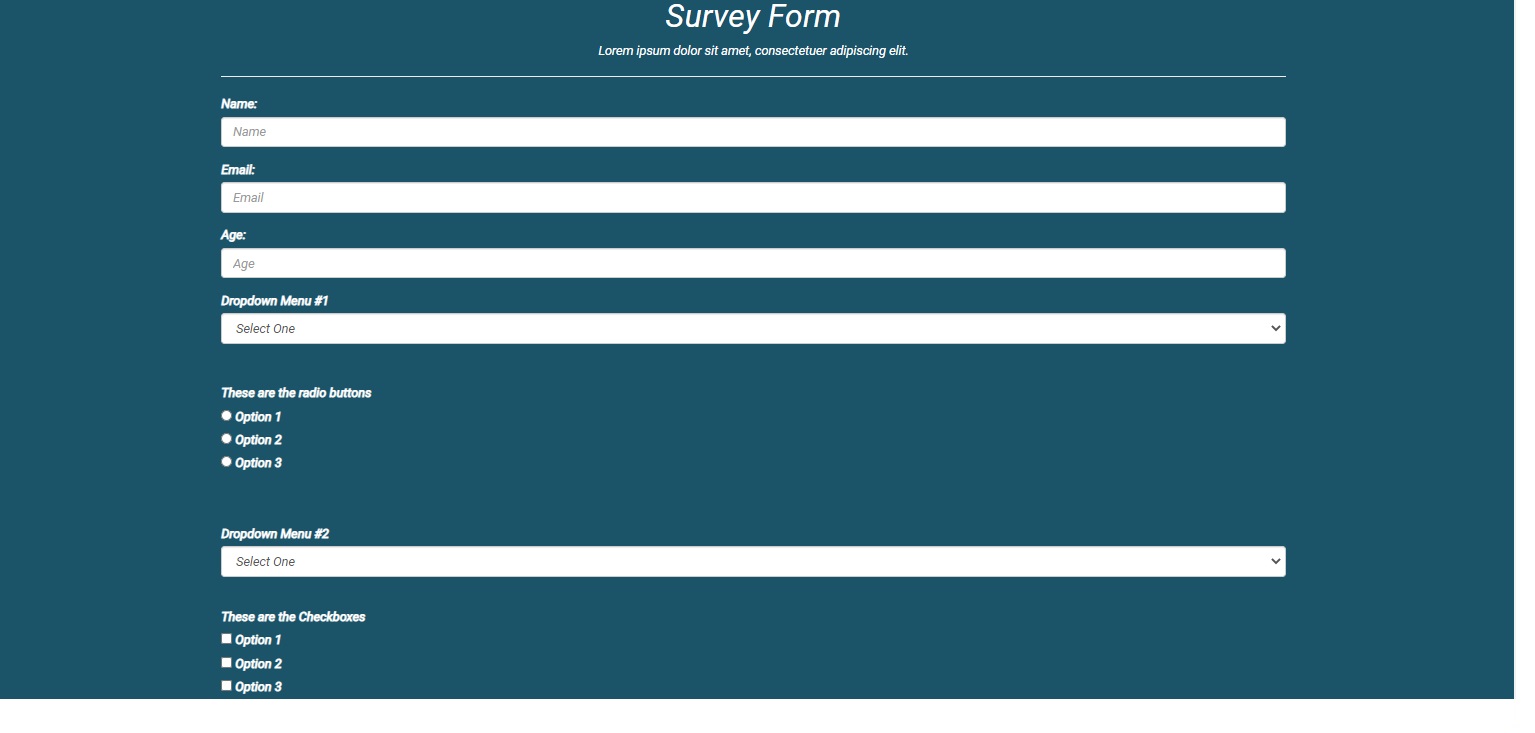 Survey Form
Lorem ipsum dolor sit amet, consectetuer adipiscing elit.
Name:
Name
Email:
Email
Age:
Age
Dropdown Menu #1
Select One
These are the radio buttons
Option 1
Option 2
Option 3
Dropdown Menu #2
Select One
These are the Checkboxes
Option 1
Option 2
Option 3